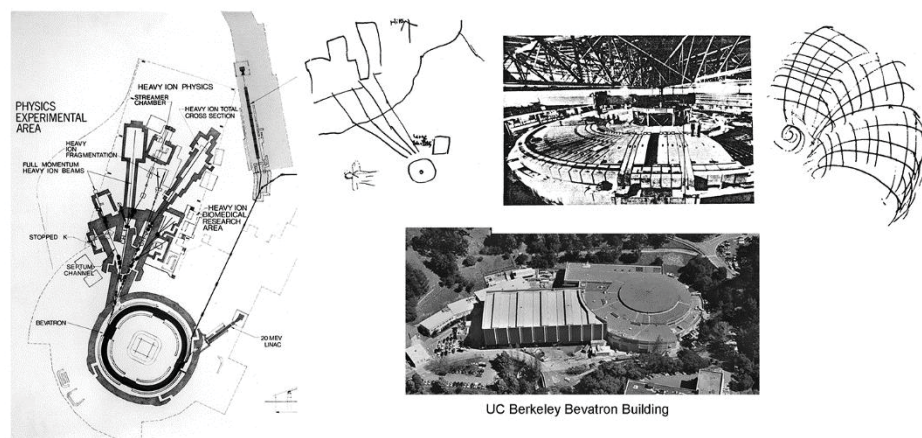 HEAVY ION PHYSICS
STREAMER
CHAMBER
HEAVY ION TOTAL
CROSS SECTION
PHYSICS
EXPERIMENTAL
AREA
HEAVY
ION
FRAGMENTATION
FULL MOMENTUM
HEAVY ION BEAMS
HEAVY ION
BIOMEDICAL
RESEARCH
AREA
STOPPED K
SEPTUM
CHANNEL
BEVATRON
20 MEV
LINAC
UC Berkeley Bevatron Building